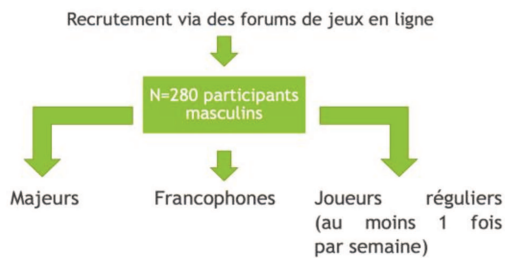 Recrutement via des forums de jeux en ligne
N=280 participants
masculins
Majeurs
Francophones
Joueurs réguliers
(au moins 1 fois
par semaine)